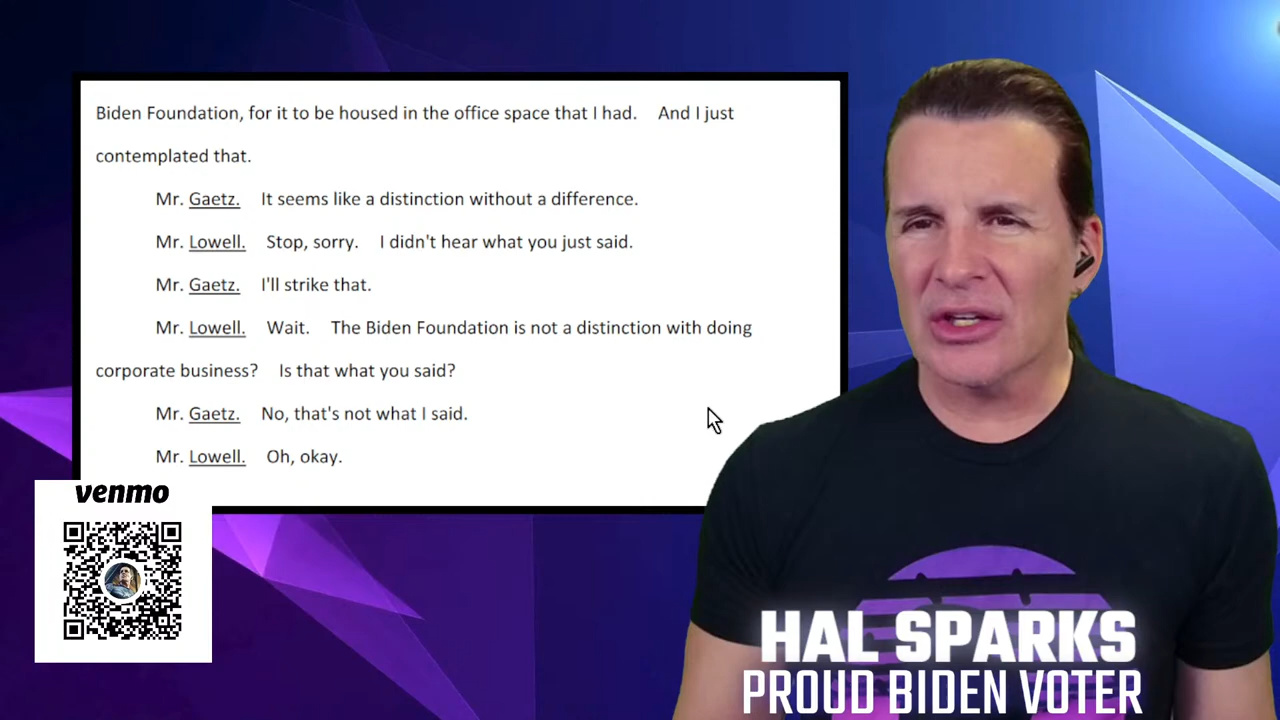 Biden Foundation, for it to be housed in the office space that I had. And I just
contemplated that.
Mr. Gaetz. It seems like a distinction without a difference.
Mr. Lowell. Stop, sorry. I didn't hear what you just said.
Mr. Gaetz. I'll strike that.
Mr. Lowell. Wait. The Biden Foundation is not a distinction with doing
corporate business? Is that what you said?
Mr. Gaetz. No, that's not what I said.
Mr. Lowell. Oh, okay.
venmo
HAL SPARKS
PROUD BIDEN VOTER